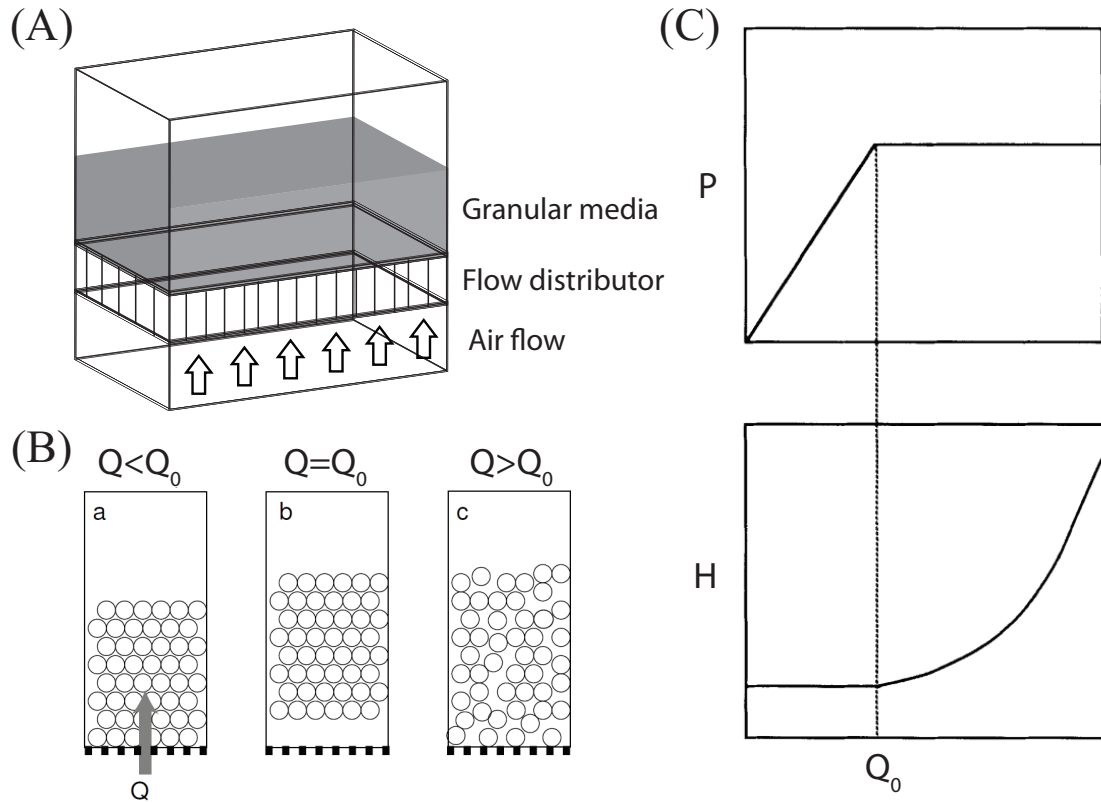 (A)
Granular media
Flow distributor
Air flow
(B)
Q<Q₀
Q=Q₀
Q>Q₀
a
b
c
Q
(C)
P
H
Q₀